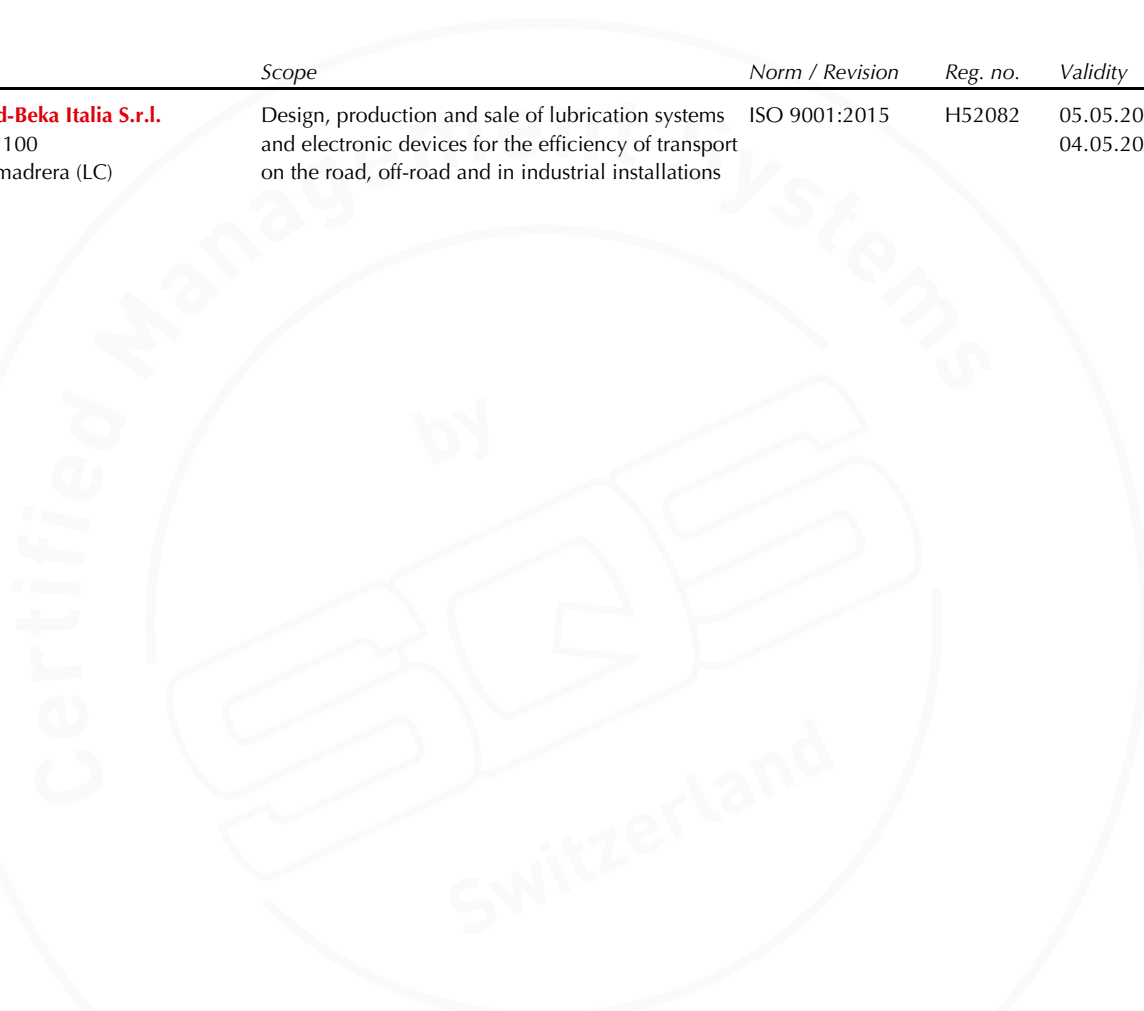 Scope Norm / Revision Reg. no. Validity
d-Beka Italia S.r.l. Design, production and sale of lubrication systems ISO 9001:2015 H52082 05.05.20
100 and electronic devices for the efficiency of transport 04.05.20
madrera (LC) on the road, off-road and in industrial installations
Certified Management Systems
by
SQS
Switzerland